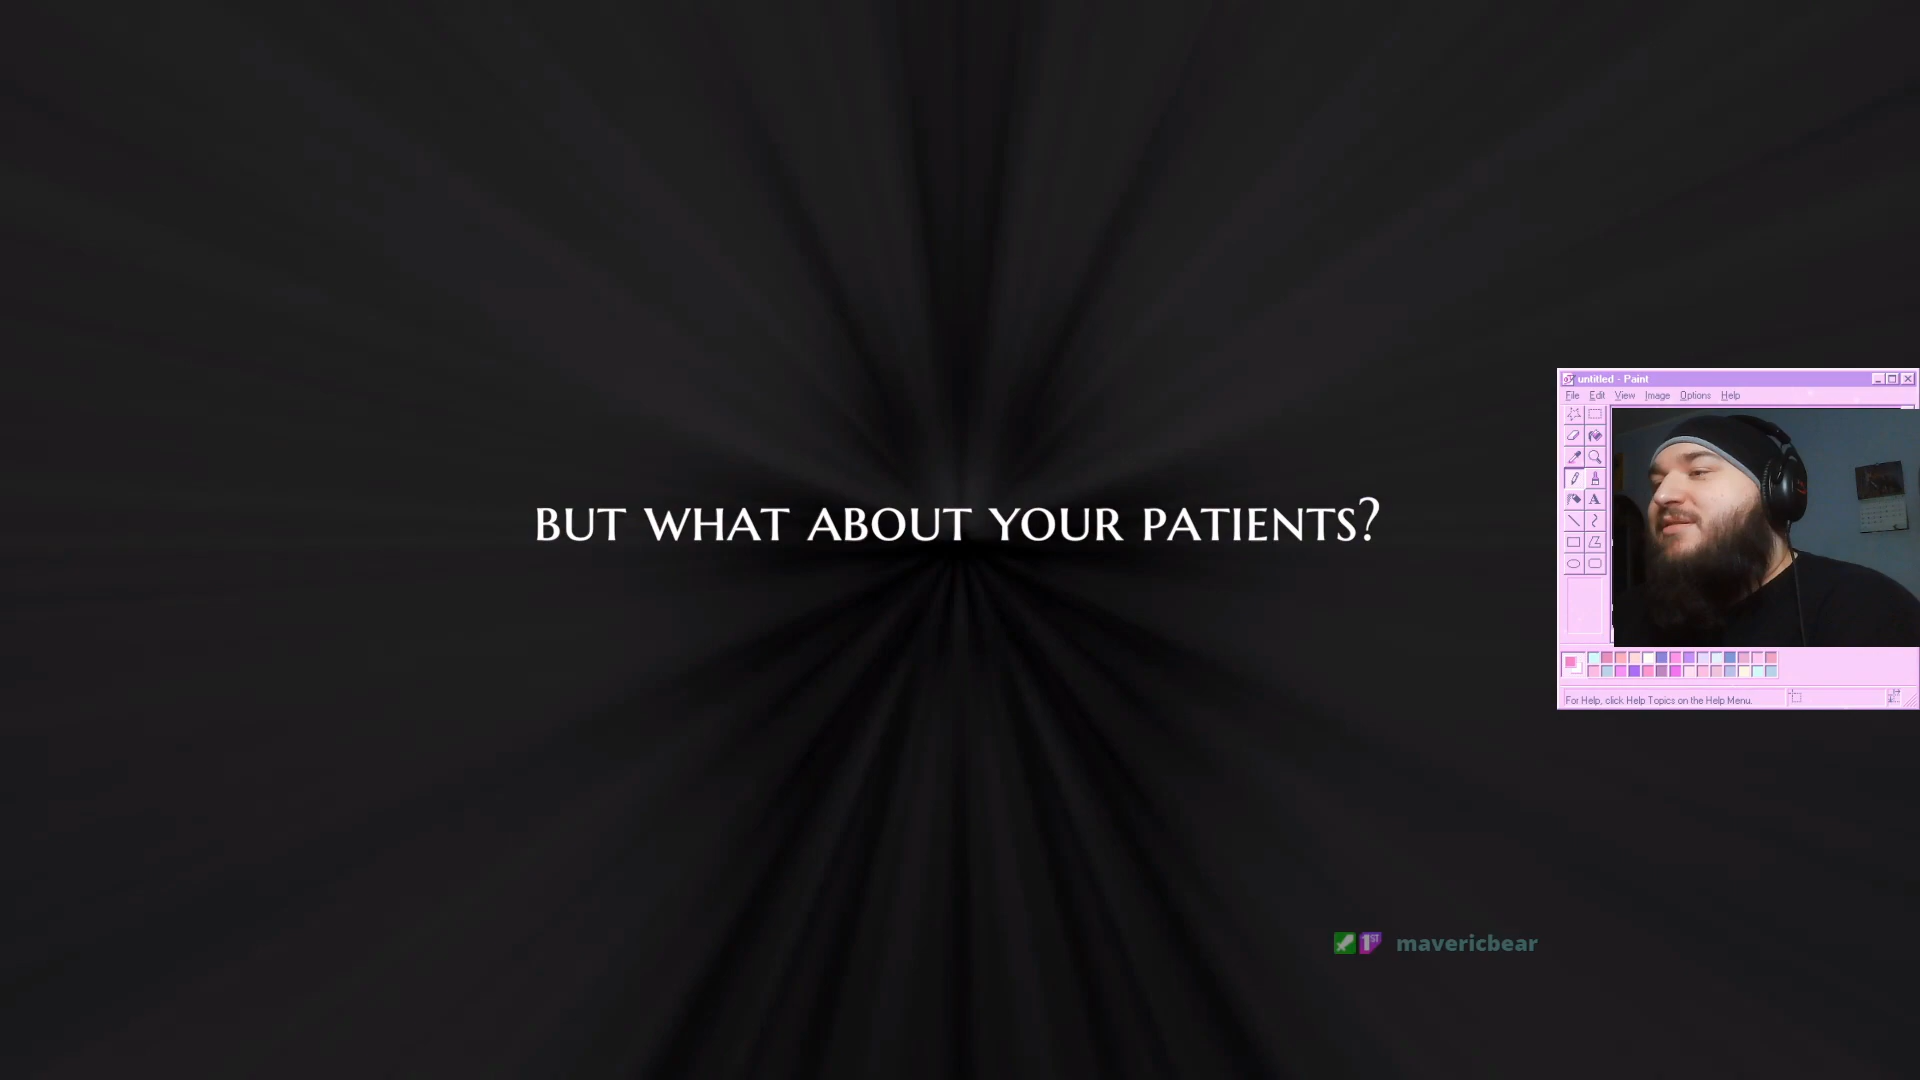 BUT WHAT ABOUT YOUR PATIENTS?
untitled - Paint
File Edit View Image Options Help
A
For Help, click Help Topics on the Help Menu.
1ST mavericbear